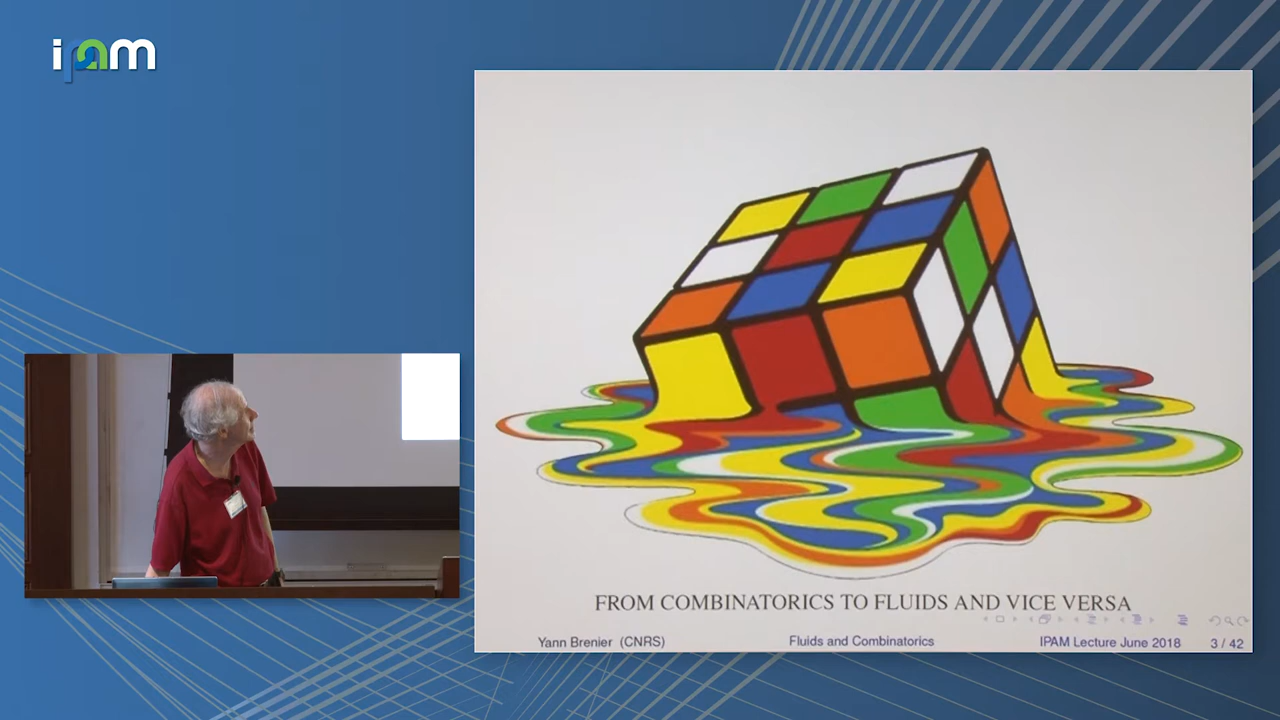 ipam
FROM COMBINATORICS TO FLUIDS AND VICE VERSA
Yann Brenier (CNRS) Fluids and Combinatorics IPAM Lecture June 2018 3 / 42